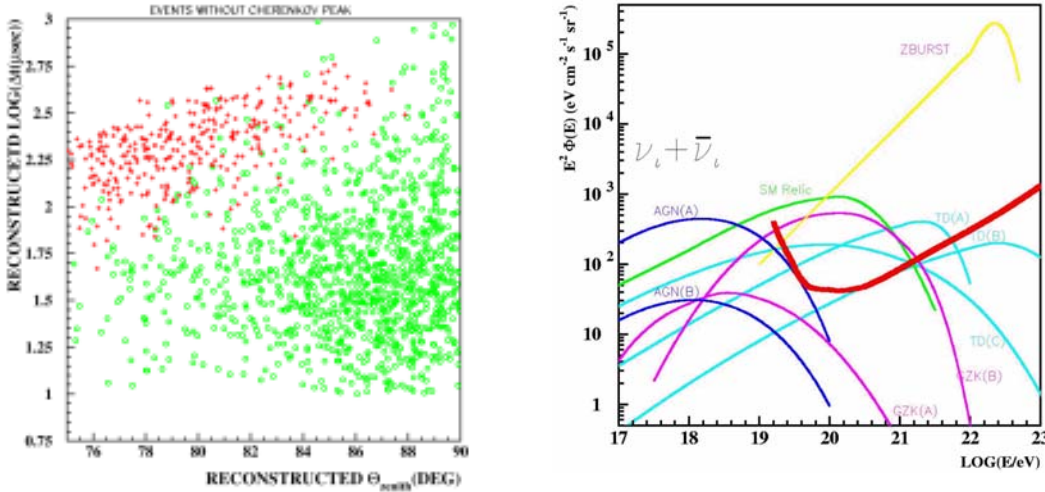 EVENTS WITHOUT CHERENKOV PEAK
RECONSTRUCTED LOG(Δt(μsec))
3
2.75
2.5
2.25
2
1.75
1.5
1.25
1
0.75
76
78
80
82
84
86
88
90
RECONSTRUCTED Θzenith(DEG)
E² Φ(E) (eV cm⁻² s⁻¹ sr⁻¹)
10⁵
10⁴
10³
10²
10
1
ZBURST
νι + ν̄ι
SM Relic
AGN(A)
TD(A)
TD(B)
AGN(B)
TD(C)
GZK(B)
GZK(A)
17
18
19
20
21
22
23
LOG(E/eV)